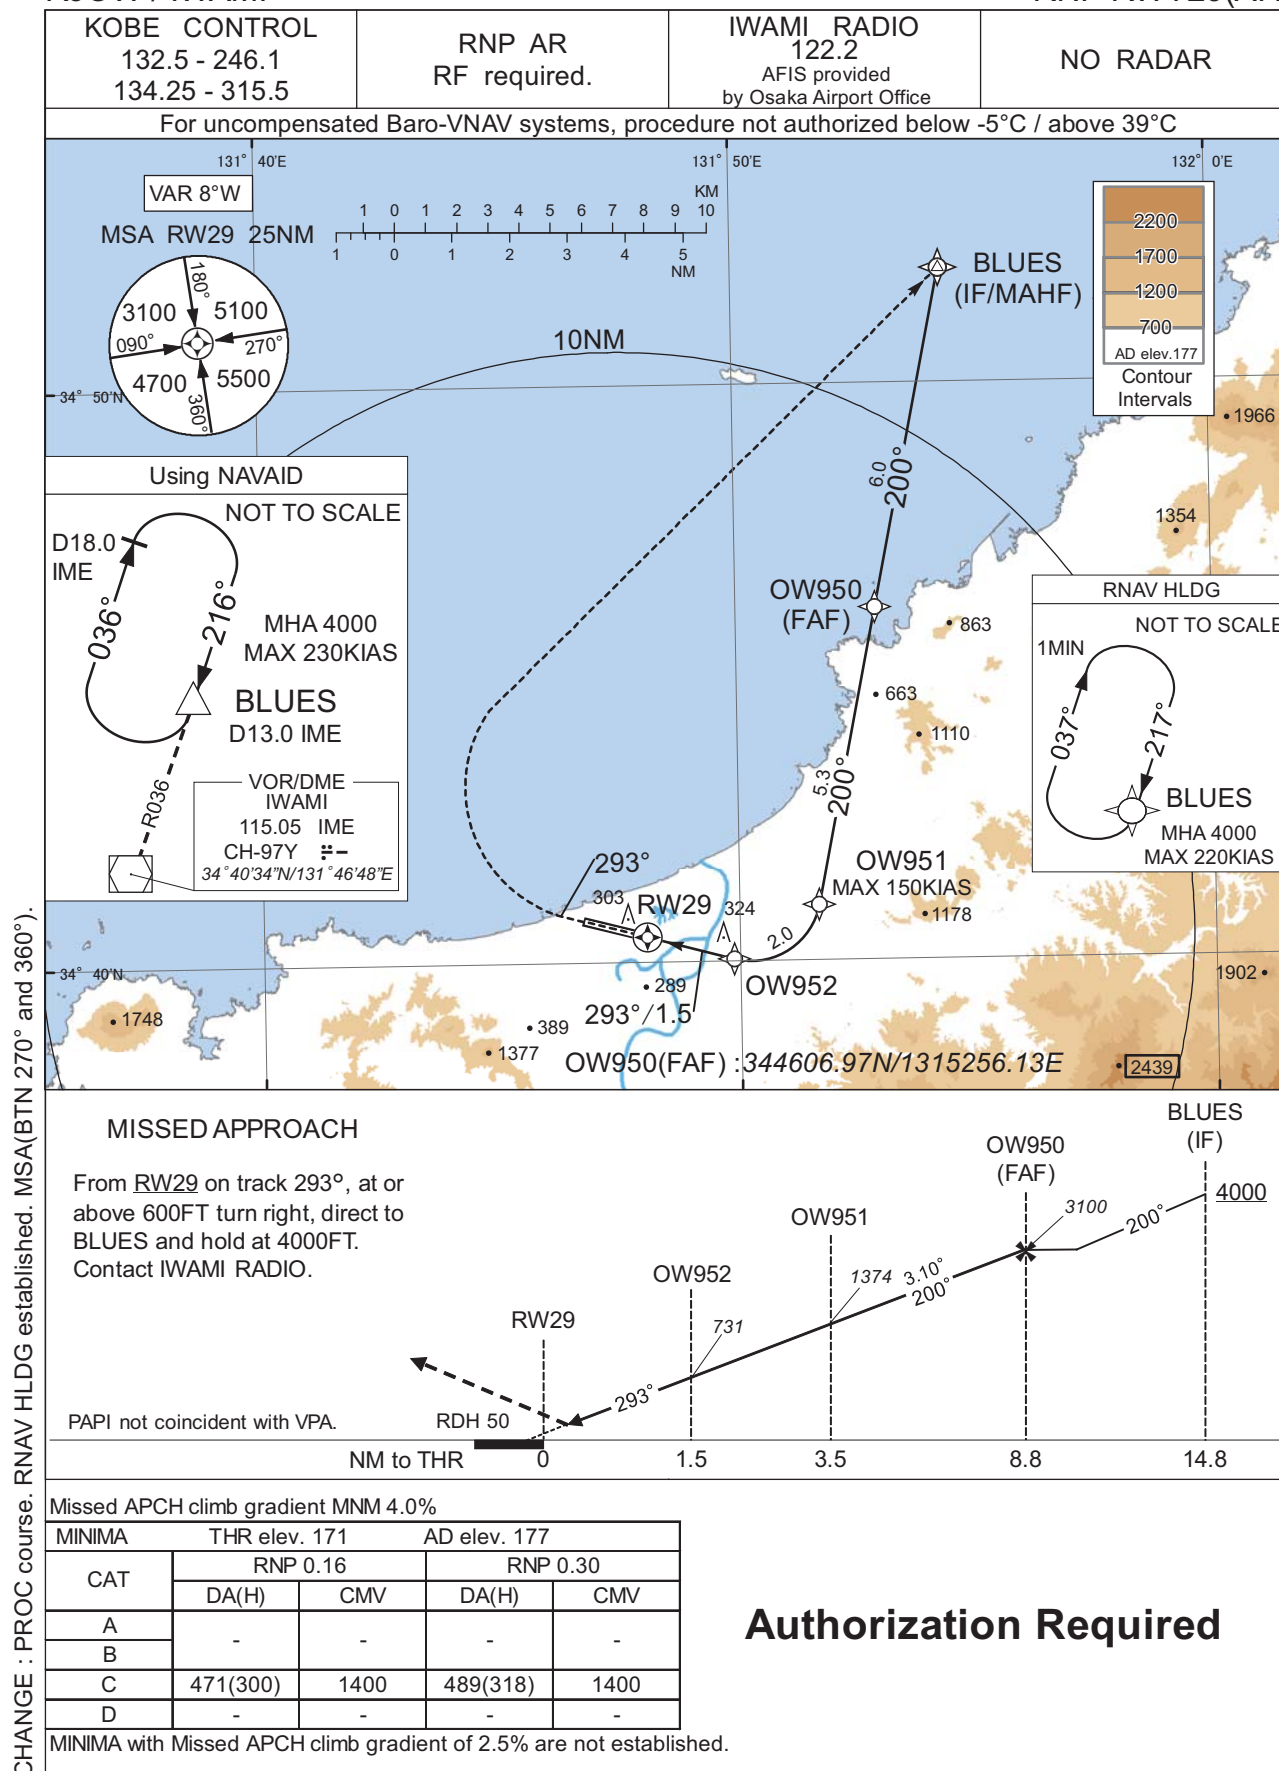 KOBE CONTROL
132.5 - 246.1
134.25 - 315.5
RNP AR
RF required.
IWAMI RADIO
122.2
AFIS provided
by Osaka Airport Office
NO RADAR
For uncompensated Baro-VNAV systems, procedure not authorized below -5°C / above 39°C
131° 40'E
131° 50'E
132° 0'E
VAR 8°W
MSA RW29 25NM
180°
3100
5100
090°
270°
4700
5500
360°
KM
1 0 1 2 3 4 5 6 7 8 9 10
1 0 1 2 3 4 5
NM
2200
1700
1200
700
AD elev.177
Contour
Intervals
BLUES
(IF/MAHF)
10NM
34° 50'N
1966
6.0
200°
1354
Using NAVAID
NOT TO SCALE
D18.0
IME
036°
216°
MHA 4000
MAX 230KIAS
BLUES
D13.0 IME
R036
VOR/DME
IWAMI
115.05 IME
CH-97Y
34°40'34"N/131°46'48"E
OW950
(FAF)
863
663
1110
5.3
200°
RNAV HLDG
NOT TO SCALE
1MIN
037°
217°
BLUES
MHA 4000
MAX 220KIAS
OW951
MAX 150KIAS
1178
293°
303
RW29
324
2.0
OW952
34° 40'N
289
293°/1.5
1902
1748
389
1377
OW950(FAF) :344606.97N/1315256.13E
2439
MISSED APPROACH
From RW29 on track 293°, at or
above 600FT turn right, direct to
BLUES and hold at 4000FT.
Contact IWAMI RADIO.
BLUES
(IF)
OW950
(FAF)
4000
3100
200°
OW951
1374
3.10°
200°
OW952
731
RW29
293°
PAPI not coincident with VPA.
RDH 50
NM to THR 0 1.5 3.5 8.8 14.8
Missed APCH climb gradient MNM 4.0%
MINIMA THR elev. 171 AD elev. 177
CAT RNP 0.16 RNP 0.30
DA(H) CMV DA(H) CMV
A
B - - - -
C 471(300) 1400 489(318) 1400
D - - - -
MINIMA with Missed APCH climb gradient of 2.5% are not established.
Authorization Required
CHANGE : PROC course. RNAV HLDG established. MSA(BTN 270° and 360°).